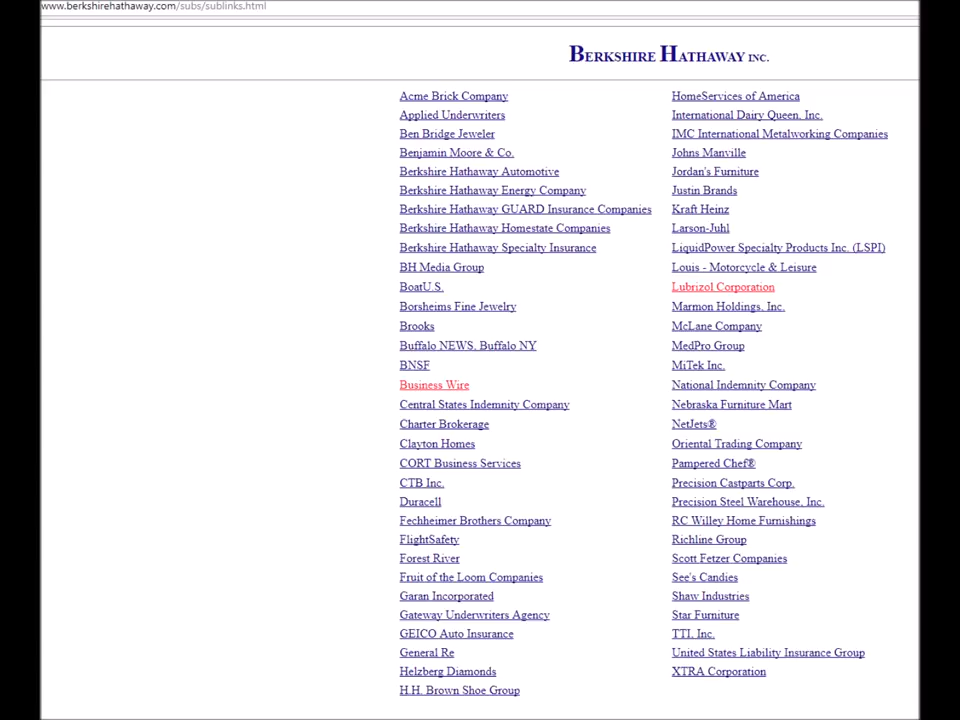 www.berkshirehathaway.com/subs/sublinks.html
BERKSHIRE HATHAWAY INC.
Acme Brick Company
Applied Underwriters
Ben Bridge Jeweler
Benjamin Moore & Co.
Berkshire Hathaway Automotive
Berkshire Hathaway Energy Company
Berkshire Hathaway GUARD Insurance Companies
Berkshire Hathaway Homestate Companies
Berkshire Hathaway Specialty Insurance
BH Media Group
BoatU.S.
Borsheims Fine Jewelry
Brooks
Buffalo NEWS, Buffalo NY
BNSF
Business Wire
Central States Indemnity Company
Charter Brokerage
Clayton Homes
CORT Business Services
CTB Inc.
Duracell
Fechheimer Brothers Company
FlightSafety
Forest River
Fruit of the Loom Companies
Garan Incorporated
Gateway Underwriters Agency
GEICO Auto Insurance
General Re
Helzberg Diamonds
H.H. Brown Shoe Group
HomeServices of America
International Dairy Queen, Inc.
IMC International Metalworking Companies
Johns Manville
Jordan's Furniture
Justin Brands
Kraft Heinz
Larson-Juhl
LiquidPower Specialty Products Inc. (LSPI)
Louis - Motorcycle & Leisure
Lubrizol Corporation
Marmon Holdings, Inc.
McLane Company
MedPro Group
MiTek Inc.
National Indemnity Company
Nebraska Furniture Mart
NetJets®
Oriental Trading Company
Pampered Chef®
Precision Castparts Corp.
Precision Steel Warehouse, Inc.
RC Willey Home Furnishings
Richline Group
Scott Fetzer Companies
See's Candies
Shaw Industries
Star Furniture
TTI, Inc.
United States Liability Insurance Group
XTRA Corporation